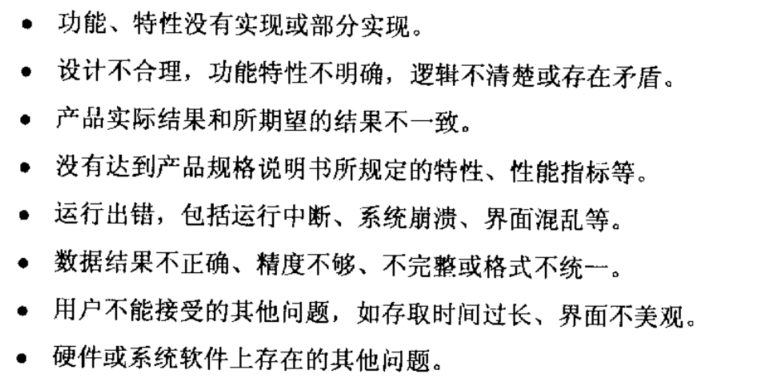 ● 功能、特性没有实现或部分实现。
● 设计不合理，功能特性不明确，逻辑不清楚或存在矛盾。
● 产品实际结果和所期望的结果不一致。
● 没有达到产品规格说明书所规定的特性、性能指标等。
● 运行出错，包括运行中断、系统崩溃、界面混乱等。
● 数据结果不正确、精度不够、不完整或格式不统一。
● 用户不能接受的其他问题，如存取时间过长、界面不美观。
● 硬件或系统软件上存在的其他问题。